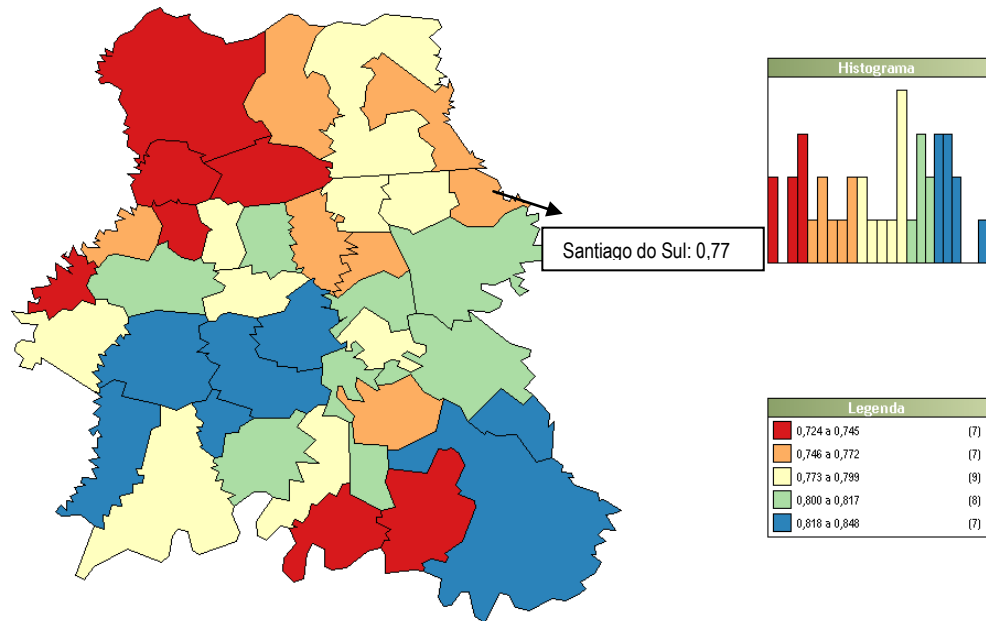 Histograma
Santiago do Sul: 0,77
Legenda
0,724 a 0,745 (7)
0,746 a 0,772 (7)
0,773 a 0,799 (9)
0,800 a 0,817 (8)
0,818 a 0,848 (7)